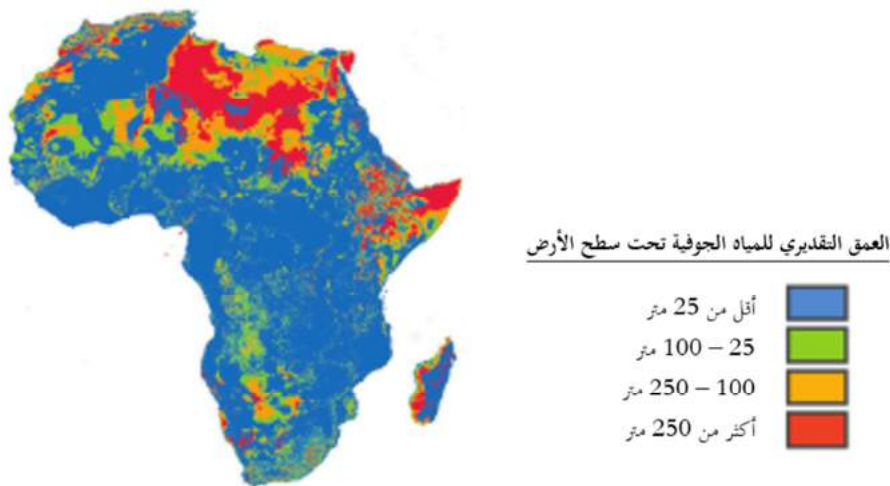 العمق التقديري للمياه الجوفية تحت سطح الأرض
أقل من 25 متر
25 – 100 متر
100 – 250 متر
أكثر من 250 متر